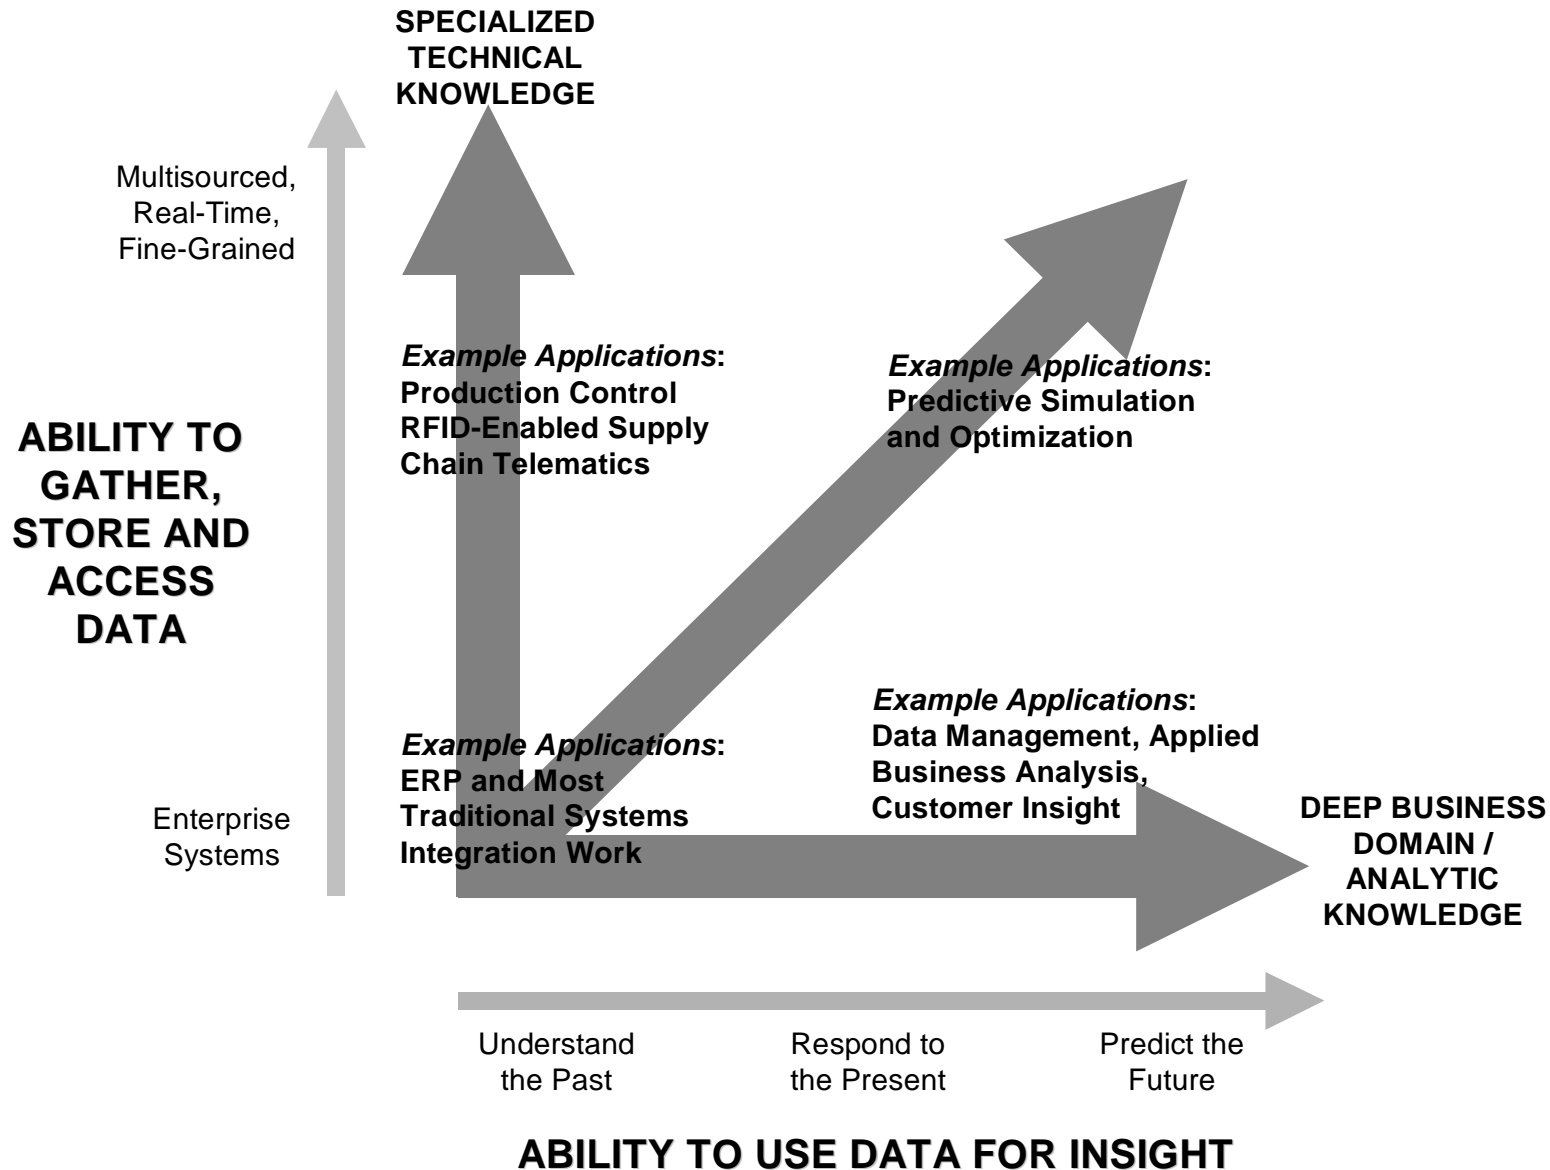 SPECIALIZED
TECHNICAL
KNOWLEDGE
Multisourced,
Real-Time,
Fine-Grained
Example Applications:
Production Control
RFID-Enabled Supply
Chain Telematics
Example Applications:
Predictive Simulation
and Optimization
ABILITY TO
GATHER,
STORE AND
ACCESS
DATA
Example Applications:
ERP and Most
Traditional Systems
Integration Work
Example Applications:
Data Management, Applied
Business Analysis,
Customer Insight
Enterprise
Systems
DEEP BUSINESS
DOMAIN /
ANALYTIC
KNOWLEDGE
Understand
the Past
Respond to
the Present
Predict the
Future
ABILITY TO USE DATA FOR INSIGHT